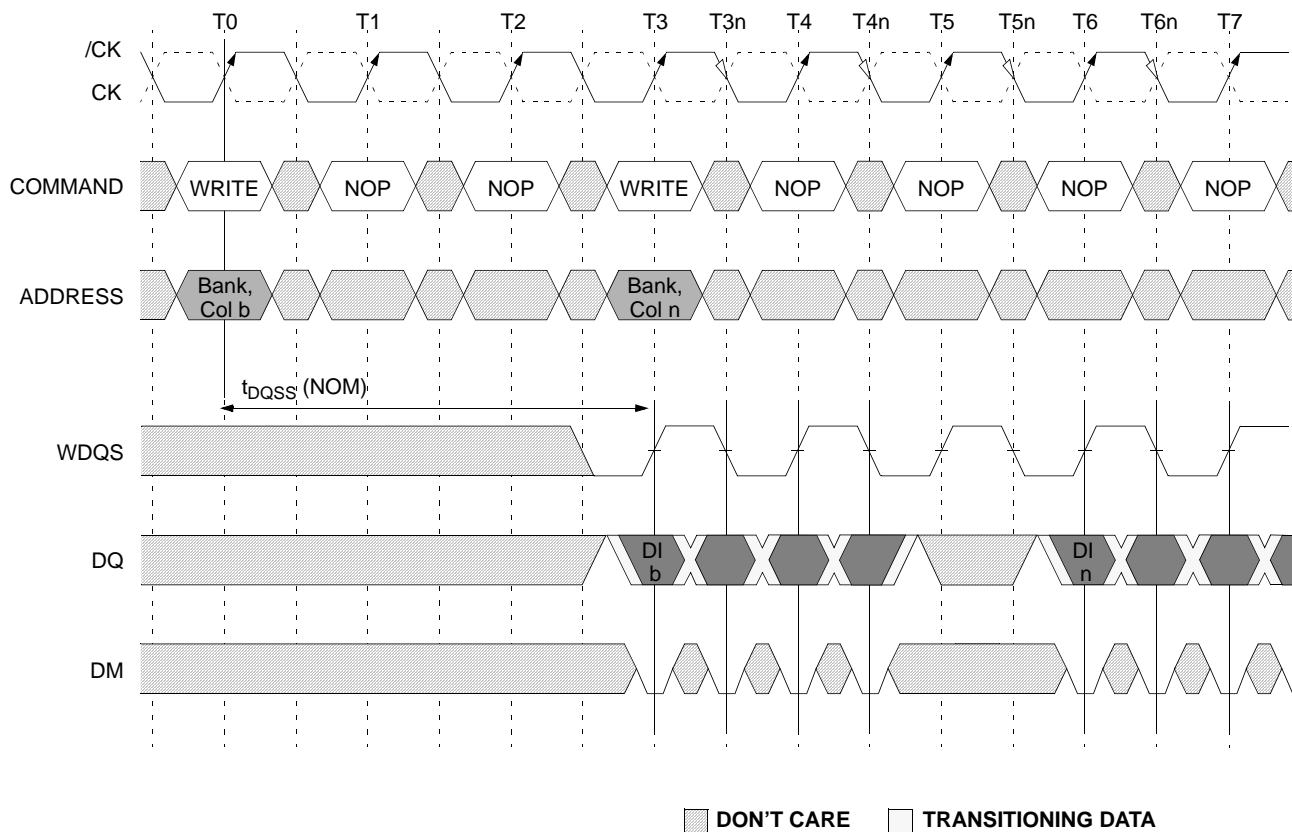 T0 T1 T2 T3 T3n T4 T4n T5 T5n T6 T6n T7
/CK
CK
COMMAND WRITE NOP NOP WRITE NOP NOP NOP NOP
ADDRESS Bank, Col b Bank, Col n
tDQSS (NOM)
WDQS
DQ DI b DI n
DM
DON'T CARE TRANSITIONING DATA